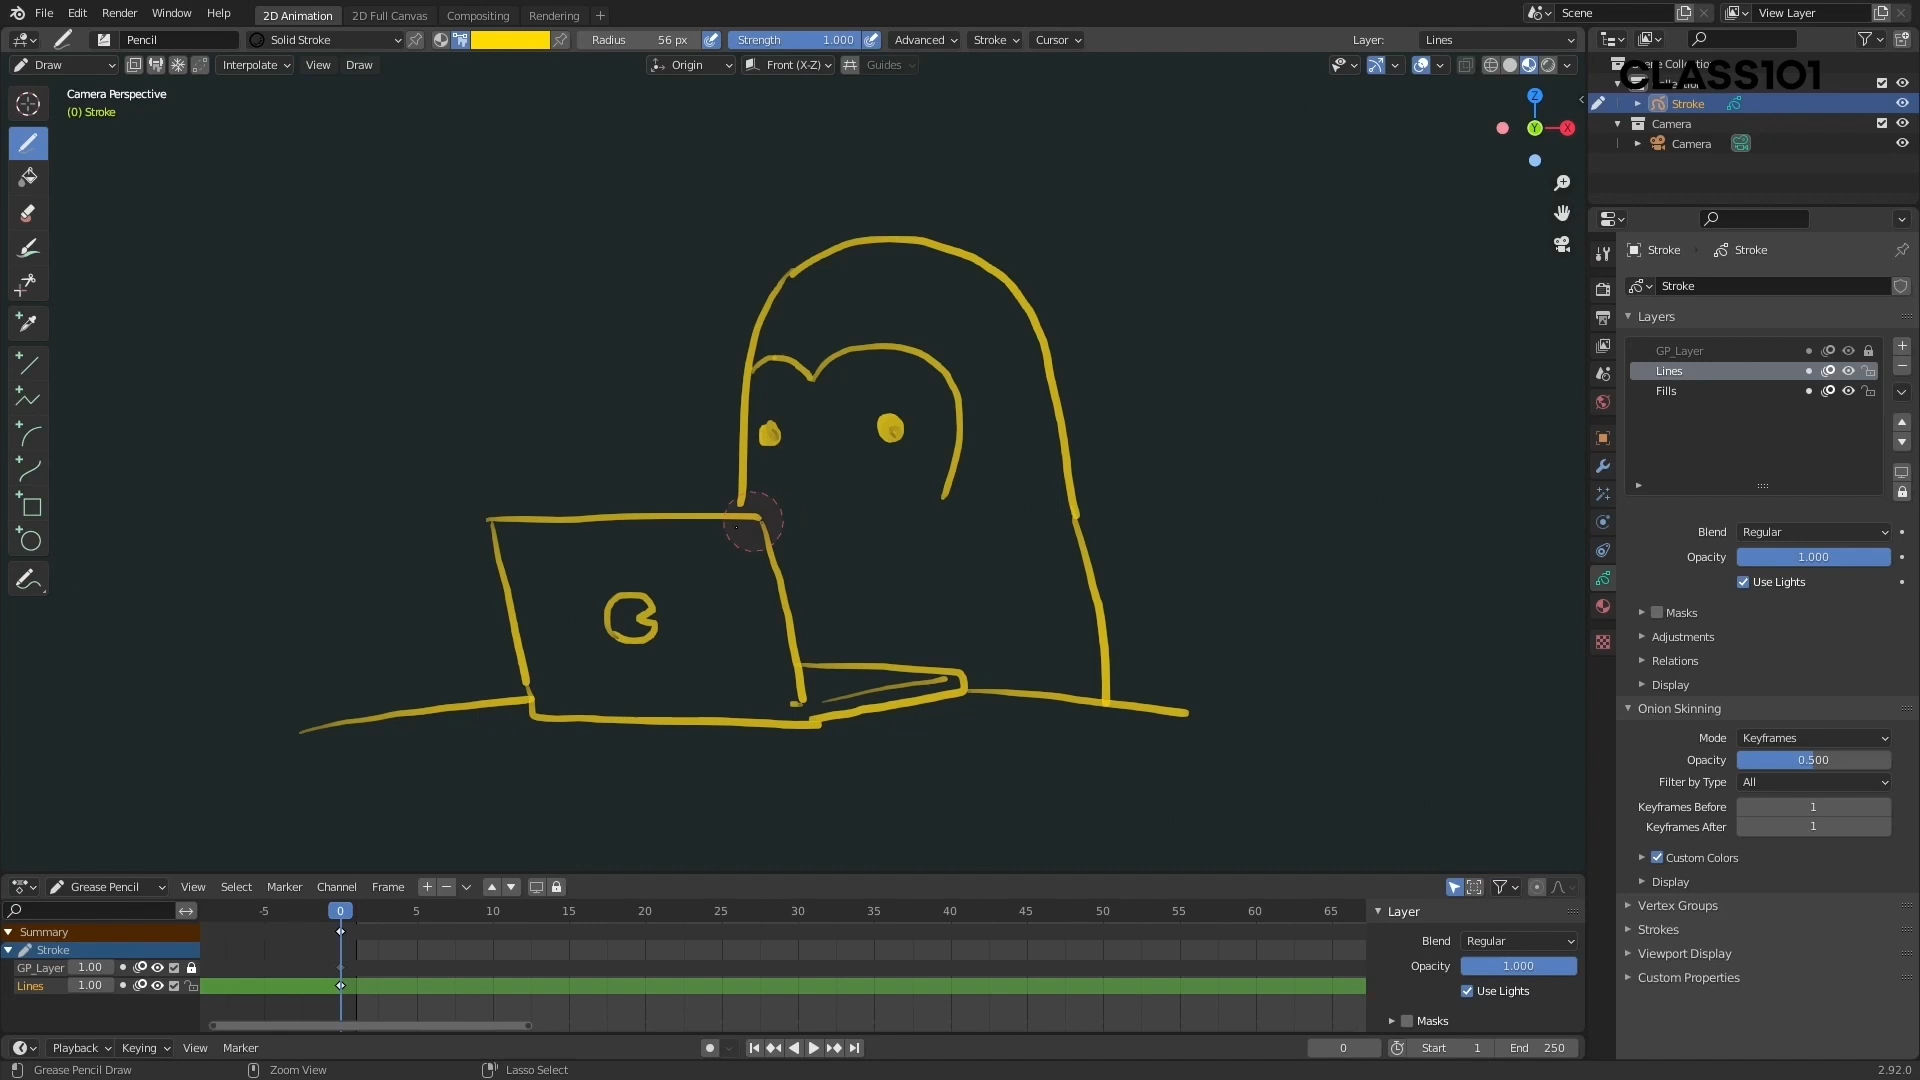 File Edit Render Window Help 2D Animation 2D Full Canvas Compositing Rendering + Scene View Layer
Pencil Solid Stroke Radius 56 px Strength 1.000 Advanced Stroke Cursor Layer: Lines
Draw Interpolate View Draw Origin Front (X-Z) Guides
CLASS101
Camera Perspective
(0) Stroke
Z
Y
X
Stroke
Camera
Camera
Stroke Stroke
Stroke
Layers
GP_Layer
Lines
Fills
Blend Regular
Opacity 1.000
Use Lights
Masks
Adjustments
Relations
Display
Onion Skinning
Mode Keyframes
Opacity 0.500
Filter by Type All
Keyframes Before 1
Keyframes After 1
Custom Colors
Display
Vertex Groups
Strokes
Viewport Display
Custom Properties
Grease Pencil View Select Marker Channel Frame
-5 0 5 10 15 20 25 30 35 40 45 50 55 60 65
Summary
Stroke
GP_Layer 1.00
Lines 1.00
Layer
Blend Regular
Opacity 1.000
Use Lights
Masks
Playback Keying View Marker 0 Start 1 End 250
Grease Pencil Draw Zoom View Lasso Select 2.92.0